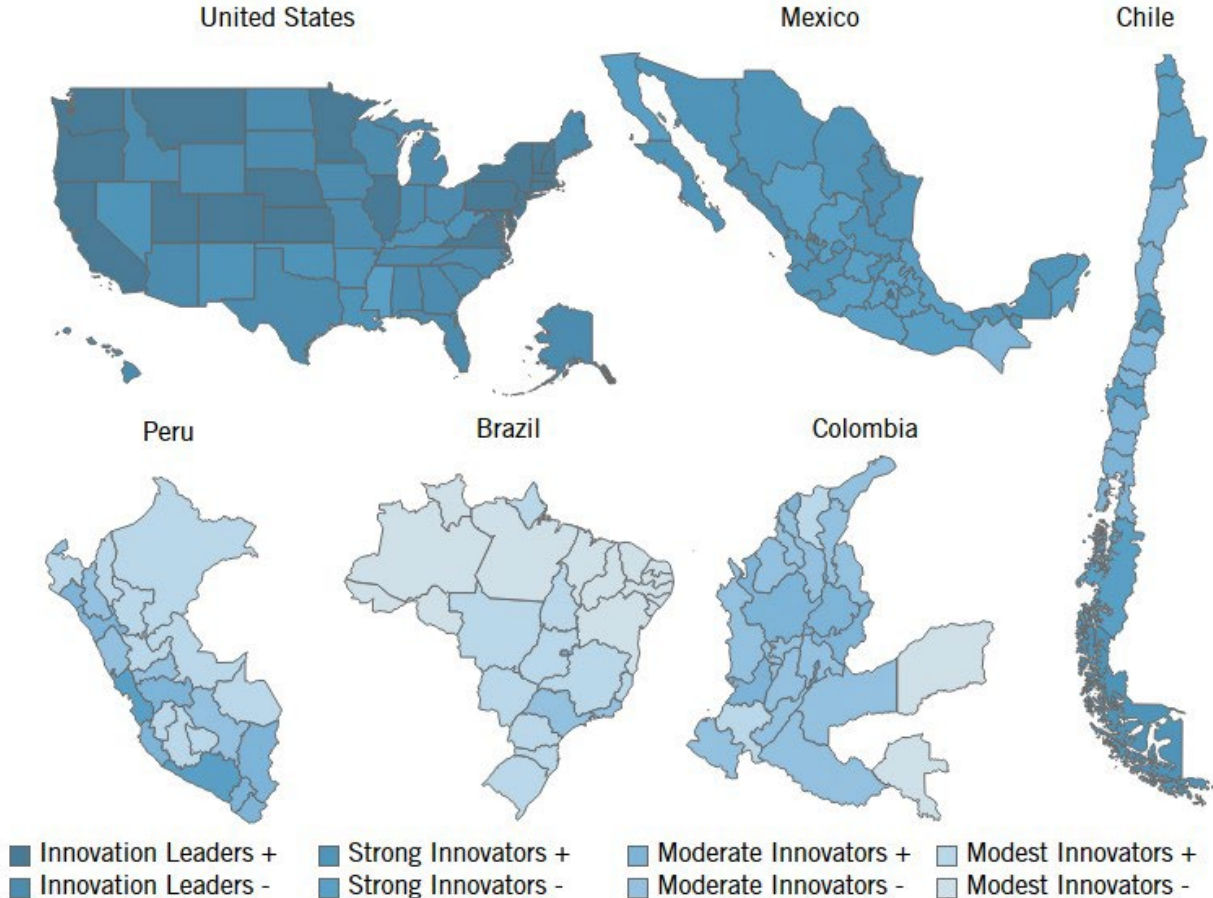 United States
Mexico
Chile
Peru
Brazil
Colombia
Innovation Leaders +
Strong Innovators +
Moderate Innovators +
Modest Innovators +
Innovation Leaders -
Strong Innovators -
Moderate Innovators -
Modest Innovators -